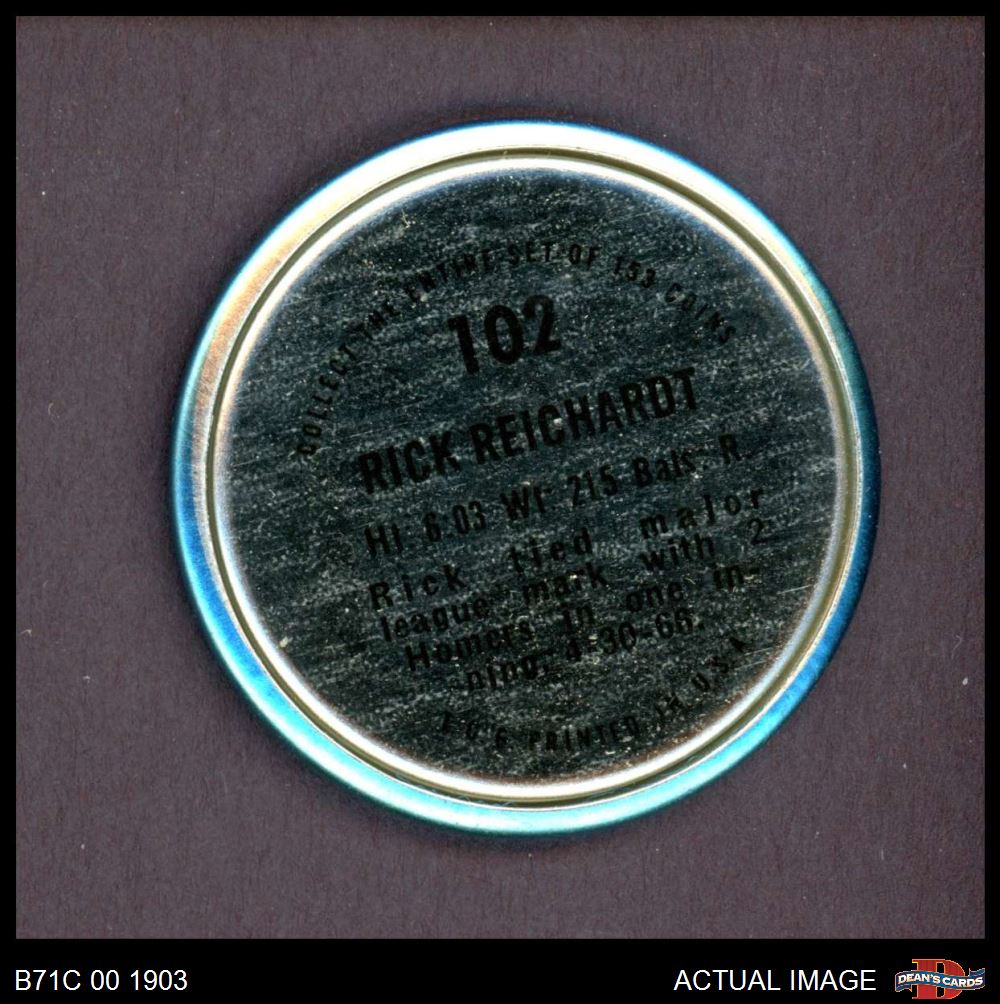 COLLECT THE ENTIRE SET OF 153 COINS
102
RICK REICHARDT
Ht: 6:03 Wt: 215 Bats: R.
Rick tied major
league mark with 2
Homers in one in-
ning, 4-30-66.
T.C.G. PRINTED IN U.S.A.
B71C 00 1903
ACTUAL IMAGE
DEAN'S CARDS